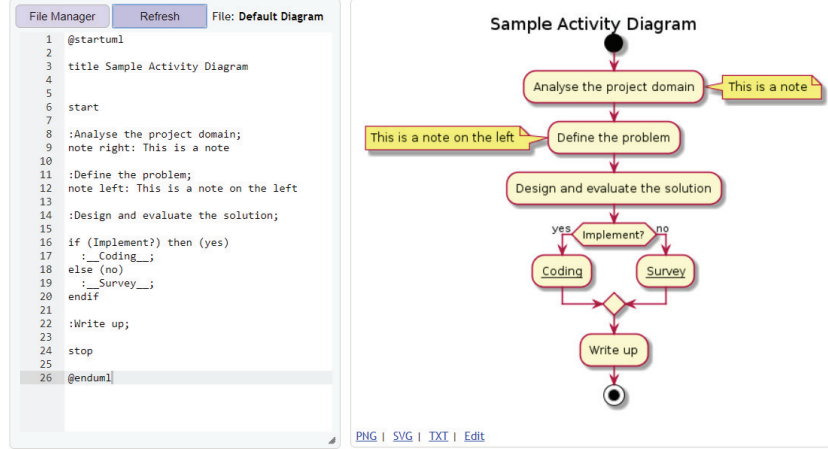 File Manager Refresh File: Default Diagram
1 @startuml
2
3 title Sample Activity Diagram
4
5
6 start
7
8 :Analyse the project domain;
9 note right: This is a note
10
11 :Define the problem;
12 note left: This is a note on the left
13
14 :Design and evaluate the solution;
15
16 if (Implement?) then (yes)
17 :__Coding__;
18 else (no)
19 :__Survey__;
20 endif
21
22 :Write up;
23
24 stop
25
26 @enduml
Sample Activity Diagram
Analyse the project domain This is a note
This is a note on the left Define the problem
Design and evaluate the solution
yes Implement? no
Coding Survey
Write up
PNG | SVG | TXT | Edit